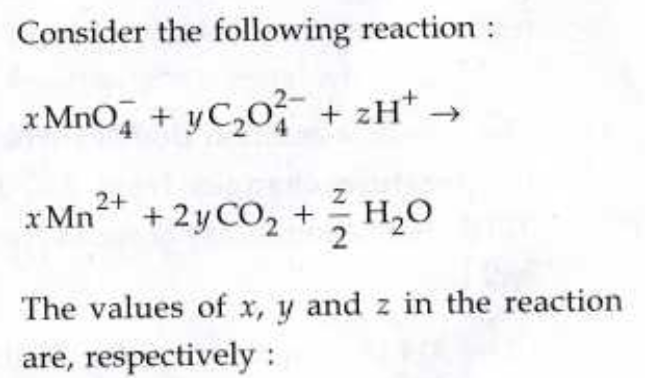 Consider the following reaction :
xMnO₄⁻ + yC₂O₄²⁻ + zH⁺ →
xMn²⁺ + 2yCO₂ + z/2 H₂O
The values of x, y and z in the reaction
are, respectively :